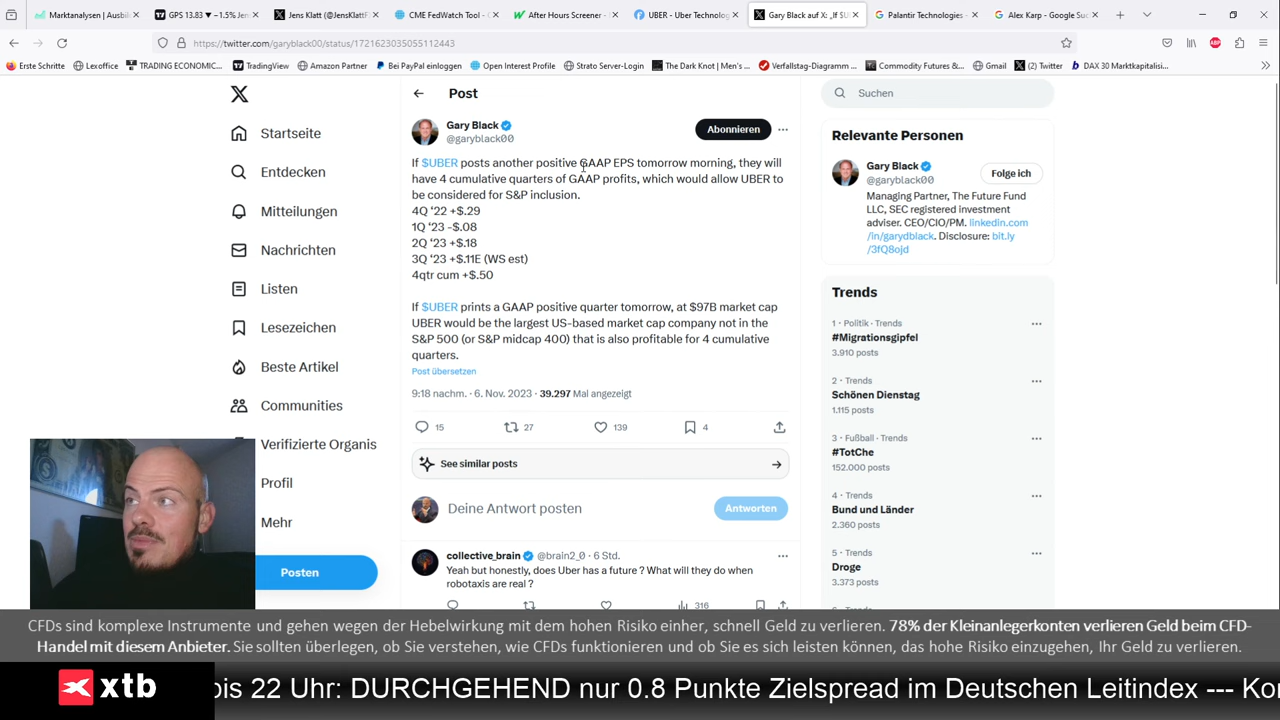 Marktanalysen | Ausbil
GPS 13.83 ▼ −1.5% Jens
Jens Klatt (@JensKlattF
CME FedWatch Tool - C
After Hours Screener -
UBER - Uber Technolog
Gary Black auf X: „If $U
Palantir Technologies -
Alex Karp - Google Suc
https://twitter.com/garyblack00/status/1721623035055112443
Erste Schritte
Lexoffice
TRADING ECONOMIC...
TradingView
Amazon Partner
Bei PayPal einloggen
Open Interest Profile
Strato Server-Login
The Dark Knot | Men's ...
Verfallstag-Diagramm ...
Commodity Futures &...
Gmail
(2) Twitter
DAX 30 Marktkapitalisi...
Startseite
Entdecken
Mitteilungen
Nachrichten
Listen
Lesezeichen
Beste Artikel
Communities
Verifizierte Organis
Profil
Mehr
Posten
Post
Gary Black
@garyblack00
Abonnieren
If $UBER posts another positive GAAP EPS tomorrow morning, they will
have 4 cumulative quarters of GAAP profits, which would allow UBER to
be considered for S&P inclusion.
4Q ‘22 +$.29
1Q ‘23 -$.08
2Q ‘23 +$.18
3Q ‘23 +$.11E (WS est)
4qtr cum +$.50
If $UBER prints a GAAP positive quarter tomorrow, at $97B market cap
UBER would be the largest US-based market cap company not in the
S&P 500 (or S&P midcap 400) that is also profitable for 4 cumulative
quarters.
Post übersetzen
9:18 nachm. · 6. Nov. 2023 · 39.297 Mal angezeigt
15
27
139
4
See similar posts
Deine Antwort posten
Antworten
collective_brain @brain2_0 · 6 Std.
Yeah but honestly, does Uber has a future ? What will they do when
robotaxis are real ?
316
Suchen
Relevante Personen
Gary Black
@garyblack00
Folge ich
Managing Partner, The Future Fund
LLC, SEC registered investment
adviser. CEO/CIO/PM. linkedin.com
/in/garydblack. Disclosure: bit.ly
/3fQ8ojd
Trends
1 · Politik · Trends
#Migrationsgipfel
3.910 posts
2 · Trends
Schönen Dienstag
1.115 posts
3 · Fußball · Trends
#TotChe
152.000 posts
4 · Trends
Bund und Länder
2.360 posts
5 · Trends
Droge
3.373 posts
CFDs sind komplexe Instrumente und gehen wegen der Hebelwirkung mit dem hohen Risiko einher, schnell Geld zu verlieren. 78% der Kleinanlegerkonten verlieren Geld beim CFD-
Handel mit diesem Anbieter. Sie sollten überlegen, ob Sie verstehen, wie CFDs funktionieren und ob Sie es sich leisten können, das hohe Risiko einzugehen, Ihr Geld zu verlieren.
xtb
bis 22 Uhr: DURCHGEHEND nur 0.8 Punkte Zielspread im Deutschen Leitindex --- Ko